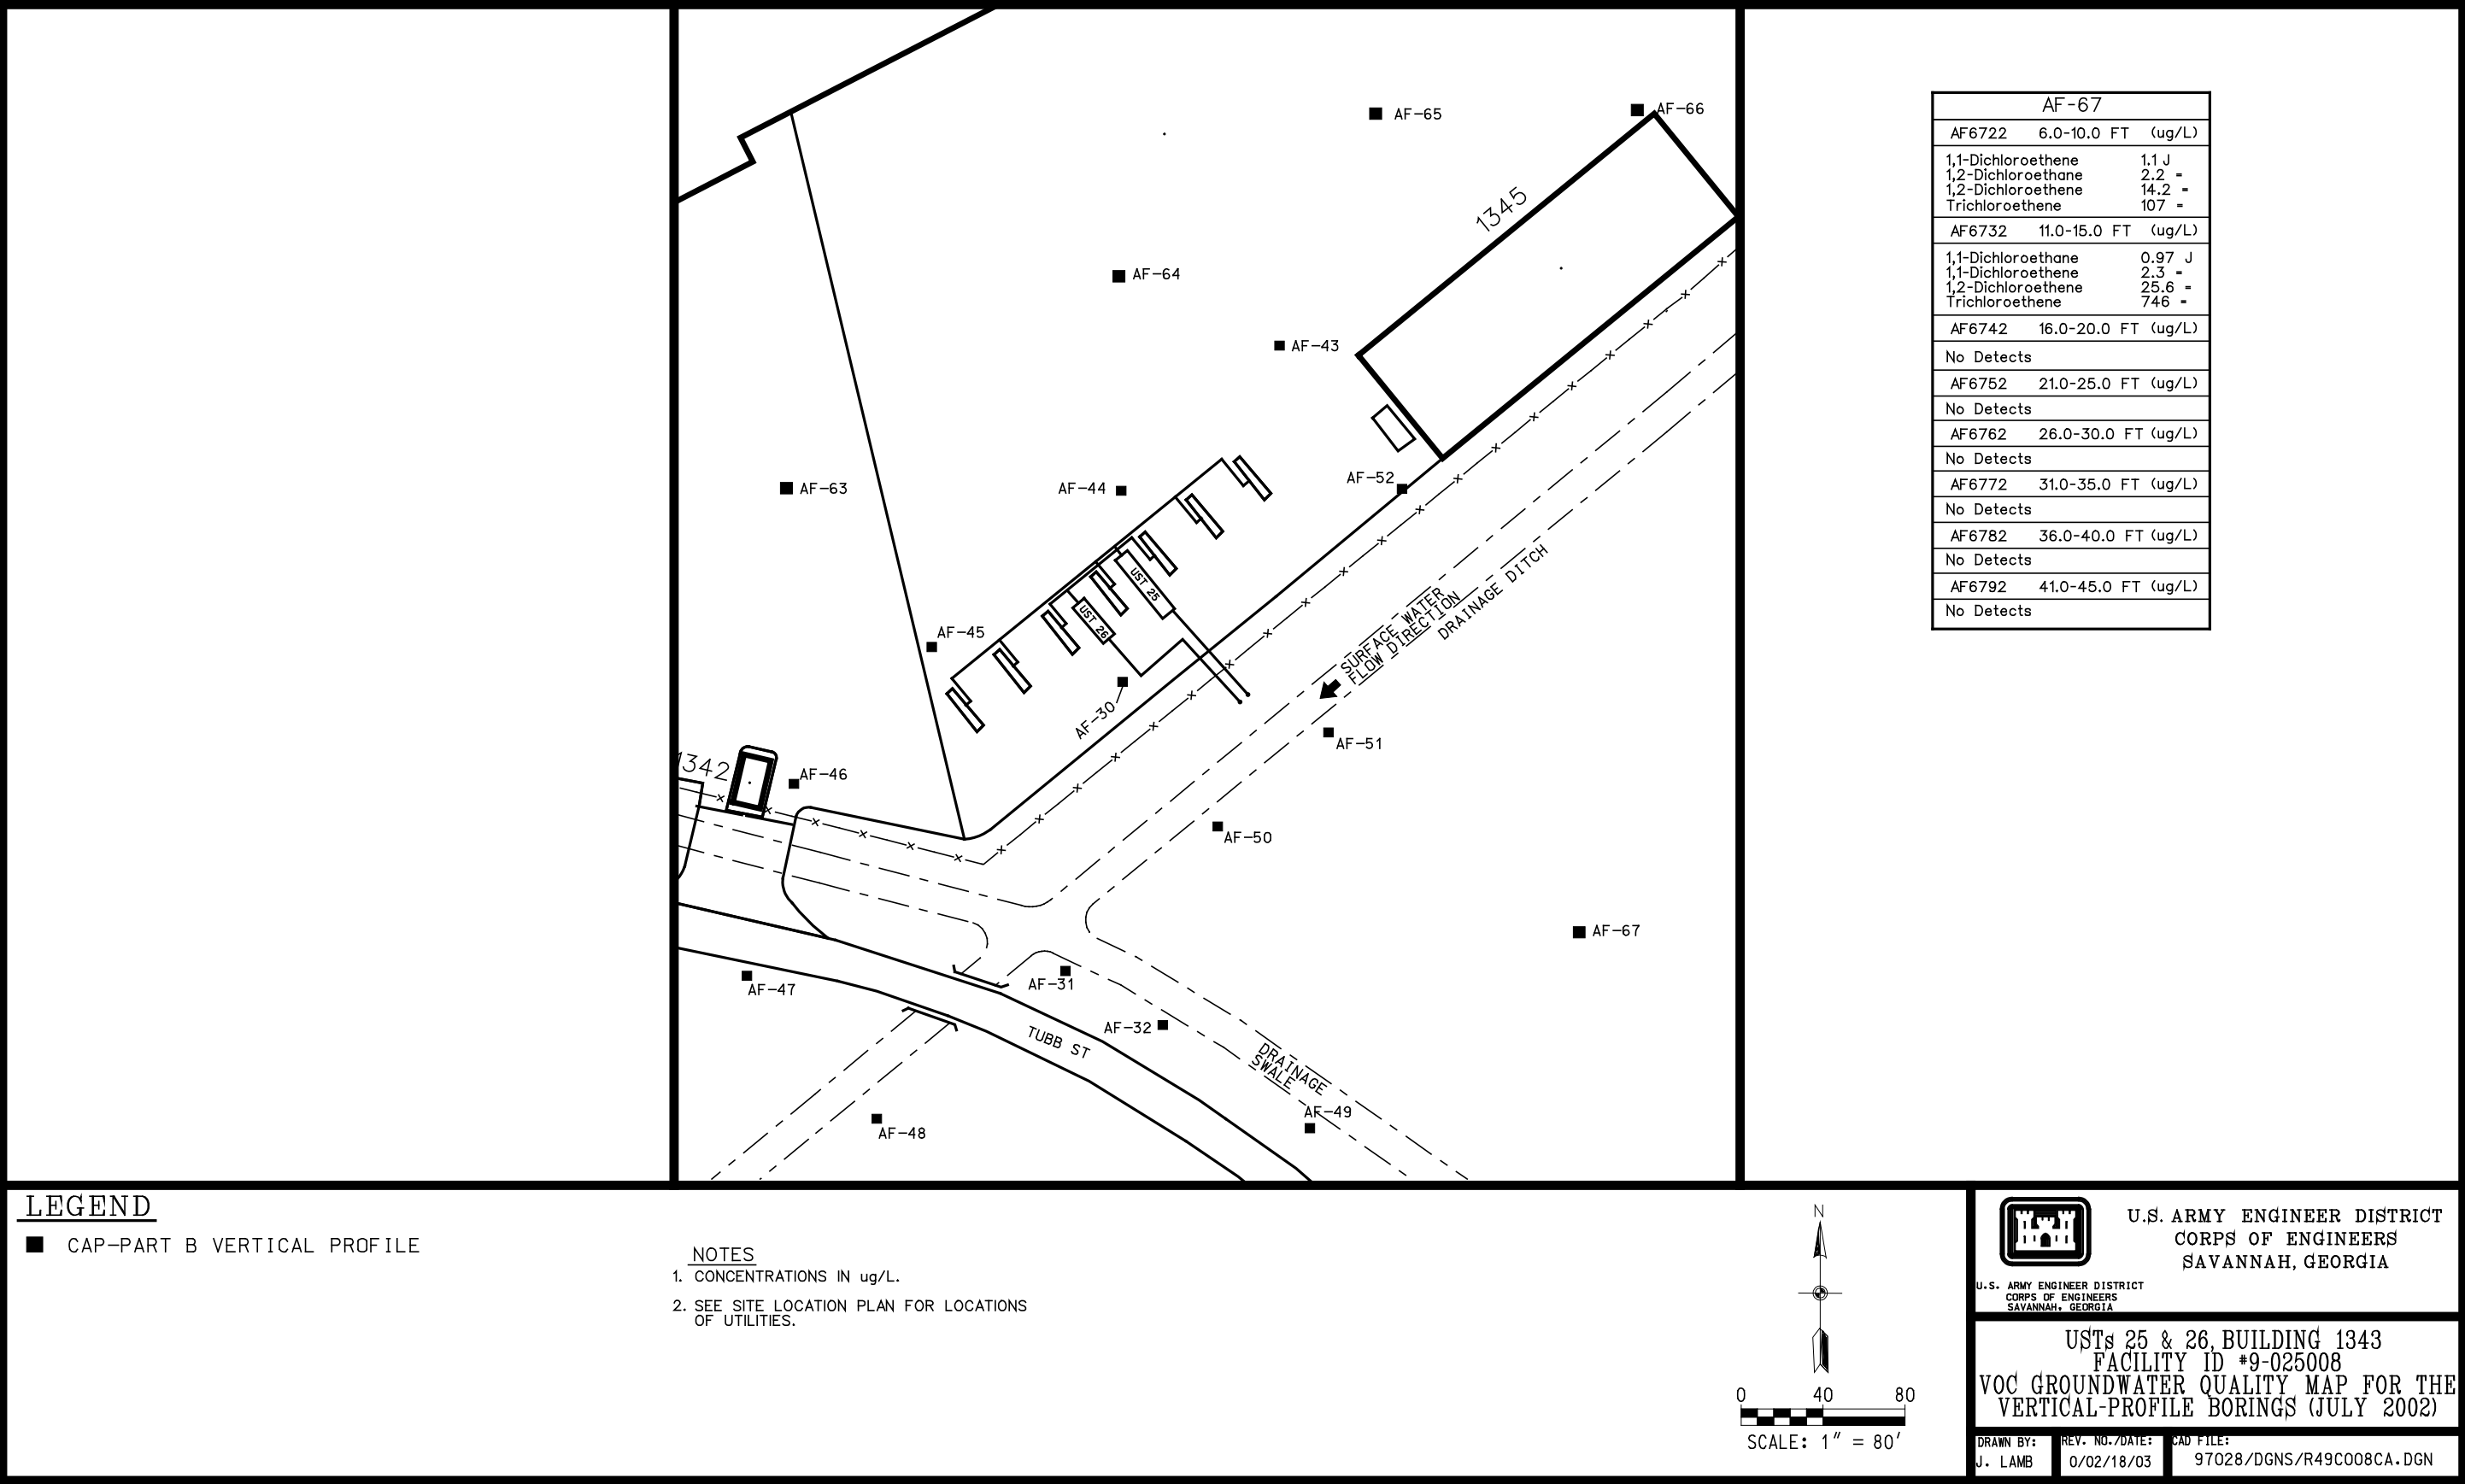 AF-65
AF-66
1345
AF-64
AF-43
AF-63
AF-44
AF-52
UST 25
UST 26
AF-45
AF-30
SURFACE WATER
FLOW DIRECTION
DRAINAGE DITCH
AF-51
1342
AF-46
AF-50
AF-67
AF-47
AF-31
AF-32
TUBB ST
DRAINAGE
SWALE
AF-49
AF-48
AF-67
AF6722 6.0-10.0 FT (ug/L)
1,1-Dichloroethene 1.1 J
1,2-Dichloroethane 2.2 =
1,2-Dichloroethene 14.2 =
Trichloroethene 107 =
AF6732 11.0-15.0 FT (ug/L)
1,1-Dichloroethane 0.97 J
1,1-Dichloroethene 2.3 =
1,2-Dichloroethene 25.6 =
Trichloroethene 746 =
AF6742 16.0-20.0 FT (ug/L)
No Detects
AF6752 21.0-25.0 FT (ug/L)
No Detects
AF6762 26.0-30.0 FT (ug/L)
No Detects
AF6772 31.0-35.0 FT (ug/L)
No Detects
AF6782 36.0-40.0 FT (ug/L)
No Detects
AF6792 41.0-45.0 FT (ug/L)
No Detects
LEGEND
CAP-PART B VERTICAL PROFILE
NOTES
1. CONCENTRATIONS IN ug/L.
2. SEE SITE LOCATION PLAN FOR LOCATIONS
OF UTILITIES.
N
0 40 80
SCALE: 1" = 80'
U.S. ARMY ENGINEER DISTRICT
CORPS OF ENGINEERS
SAVANNAH, GEORGIA
U.S. ARMY ENGINEER DISTRICT
CORPS OF ENGINEERS
SAVANNAH, GEORGIA
USTs 25 & 26, BUILDING 1343
FACILITY ID #9-025008
VOC GROUNDWATER QUALITY MAP FOR THE
VERTICAL-PROFILE BORINGS (JULY 2002)
DRAWN BY:
J. LAMB
REV. NO./DATE:
0/02/18/03
CAD FILE:
97028/DGNS/R49C008CA.DGN